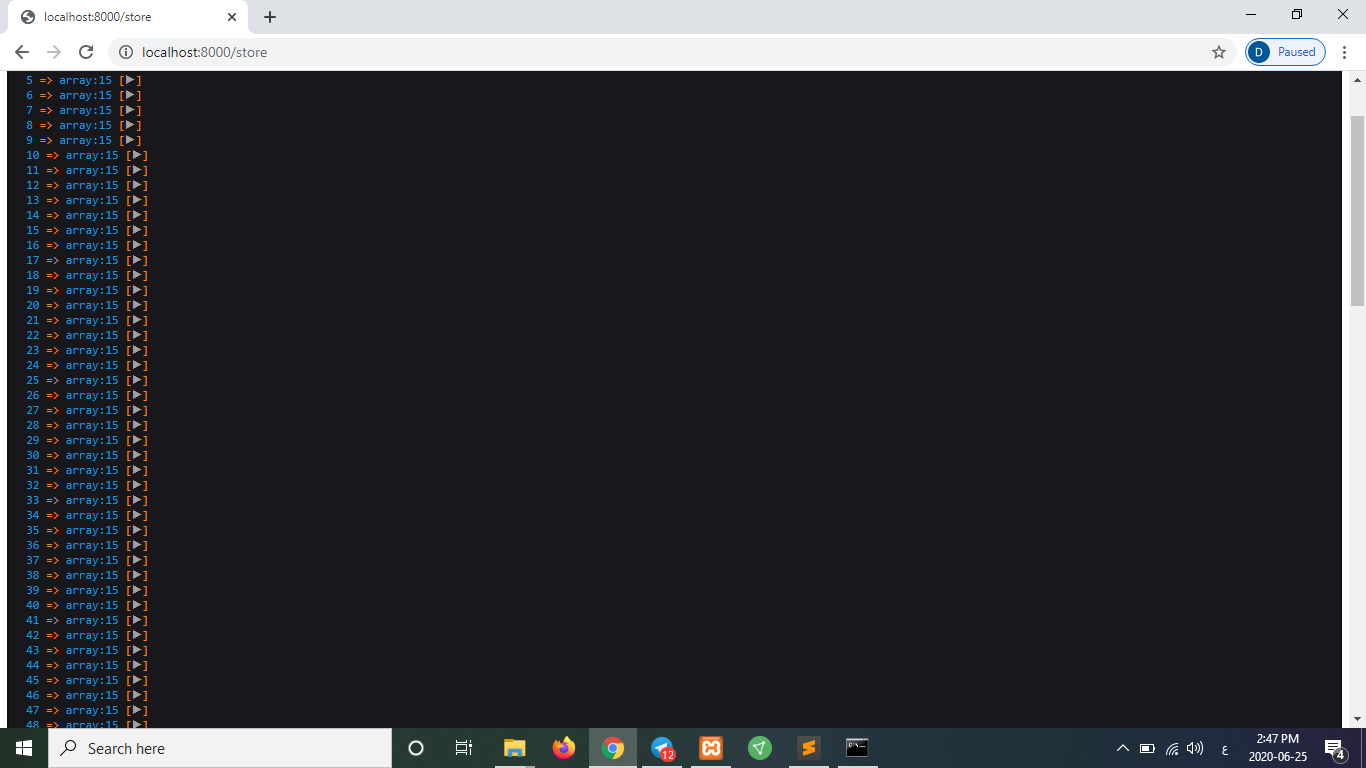 localhost:8000/store
localhost:8000/store
D Paused
5 => array:15 [▶]
6 => array:15 [▶]
7 => array:15 [▶]
8 => array:15 [▶]
9 => array:15 [▶]
10 => array:15 [▶]
11 => array:15 [▶]
12 => array:15 [▶]
13 => array:15 [▶]
14 => array:15 [▶]
15 => array:15 [▶]
16 => array:15 [▶]
17 => array:15 [▶]
18 => array:15 [▶]
19 => array:15 [▶]
20 => array:15 [▶]
21 => array:15 [▶]
22 => array:15 [▶]
23 => array:15 [▶]
24 => array:15 [▶]
25 => array:15 [▶]
26 => array:15 [▶]
27 => array:15 [▶]
28 => array:15 [▶]
29 => array:15 [▶]
30 => array:15 [▶]
31 => array:15 [▶]
32 => array:15 [▶]
33 => array:15 [▶]
34 => array:15 [▶]
35 => array:15 [▶]
36 => array:15 [▶]
37 => array:15 [▶]
38 => array:15 [▶]
39 => array:15 [▶]
40 => array:15 [▶]
41 => array:15 [▶]
42 => array:15 [▶]
43 => array:15 [▶]
44 => array:15 [▶]
45 => array:15 [▶]
46 => array:15 [▶]
47 => array:15 [▶]
48 => array:15 [▶]
Search here
12
ع
2:47 PM
2020-06-25
4